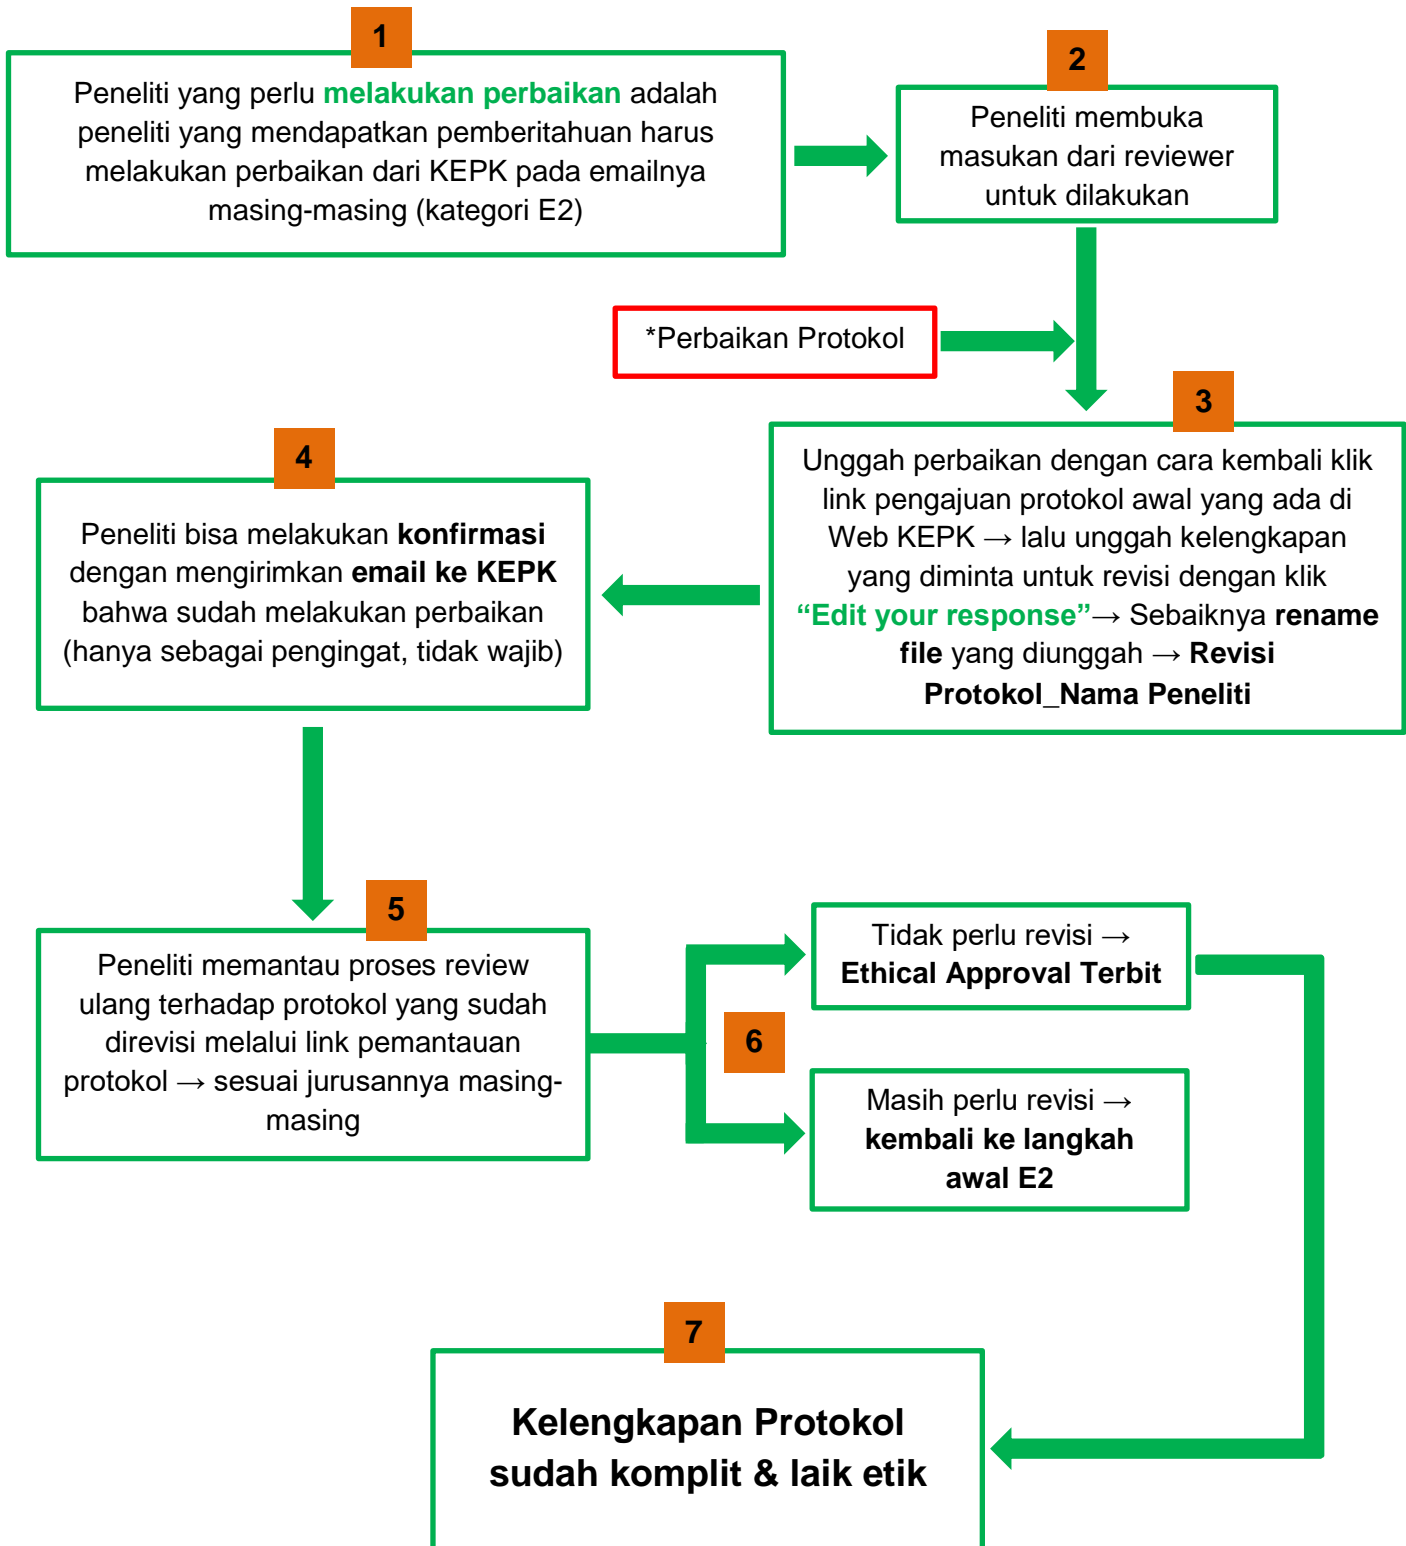 1
Peneliti yang perlu melakukan perbaikan adalah
peneliti yang mendapatkan pemberitahuan harus
melakukan perbaikan dari KEPK pada emailnya
masing-masing (kategori E2)
2
Peneliti membuka
masukan dari reviewer
untuk dilakukan
*Perbaikan Protokol
3
Unggah perbaikan dengan cara kembali klik
link pengajuan protokol awal yang ada di
Web KEPK → lalu unggah kelengkapan
yang diminta untuk revisi dengan klik
“Edit your response”→ Sebaiknya rename
file yang diunggah → Revisi
Protokol_Nama Peneliti
4
Peneliti bisa melakukan konfirmasi
dengan mengirimkan email ke KEPK
bahwa sudah melakukan perbaikan
(hanya sebagai pengingat, tidak wajib)
5
Peneliti memantau proses review
ulang terhadap protokol yang sudah
direvisi melalui link pemantauan
protokol → sesuai jurusannya masing-
masing
6
Tidak perlu revisi →
Ethical Approval Terbit
Masih perlu revisi →
kembali ke langkah
awal E2
7
Kelengkapan Protokol
sudah komplit & laik etik